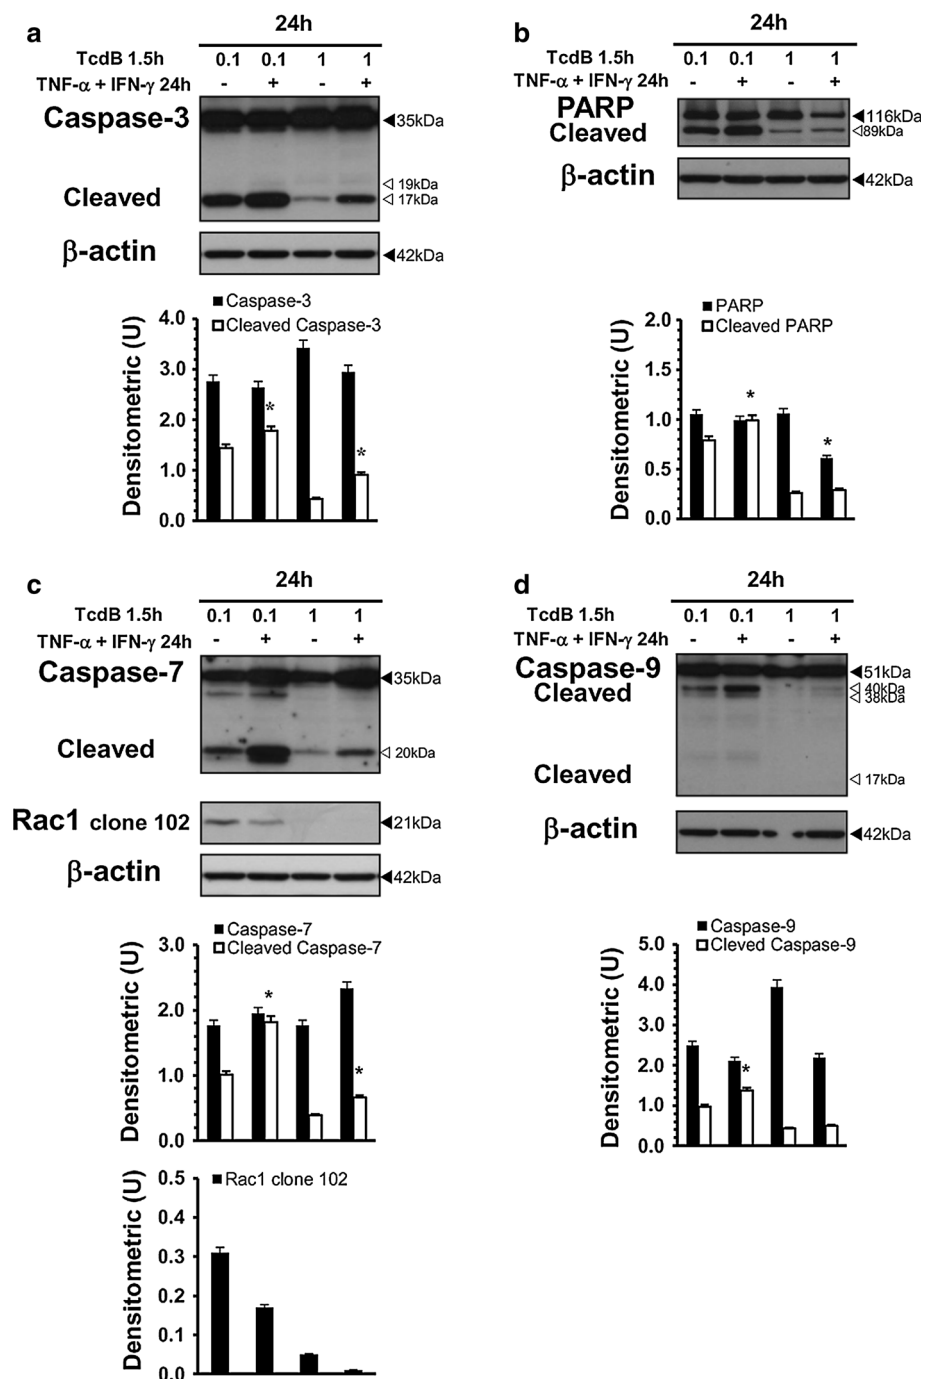 a
24h
TcdB 1.5h 0.1 0.1 1 1
TNF-α + IFN-γ 24h - + - +
Caspase-3 35kDa
19kDa
Cleaved 17kDa
β-actin 42kDa
Caspase-3
Cleaved Caspase-3
Densitometric (U)
4.0
3.0
2.0
1.0
0.0
*
*
b
24h
TcdB 1.5h 0.1 0.1 1 1
TNF-α + IFN-γ 24h - + - +
PARP 116kDa
Cleaved 89kDa
β-actin 42kDa
PARP
Cleaved PARP
Densitometric (U)
2.0
1.5
1.0
0.5
0.0
*
*
c
24h
TcdB 1.5h 0.1 0.1 1 1
TNF-α + IFN-γ 24h - + - +
Caspase-7 35kDa
Cleaved 20kDa
Rac1 clone 102 21kDa
β-actin 42kDa
Caspase-7
Cleaved Caspase-7
Densitometric (U)
3.0
2.0
1.0
0.0
*
*
Rac1 clone 102
Densitometric (U)
0.5
0.4
0.3
0.2
0.1
0.0
d
24h
TcdB 1.5h 0.1 0.1 1 1
TNF-α + IFN-γ 24h - + - +
Caspase-9 51kDa
Cleaved 40kDa
38kDa
Cleaved 17kDa
β-actin 42kDa
Caspase-9
Cleved Caspase-9
Densitometric (U)
5.0
4.0
3.0
2.0
1.0
0.0
*